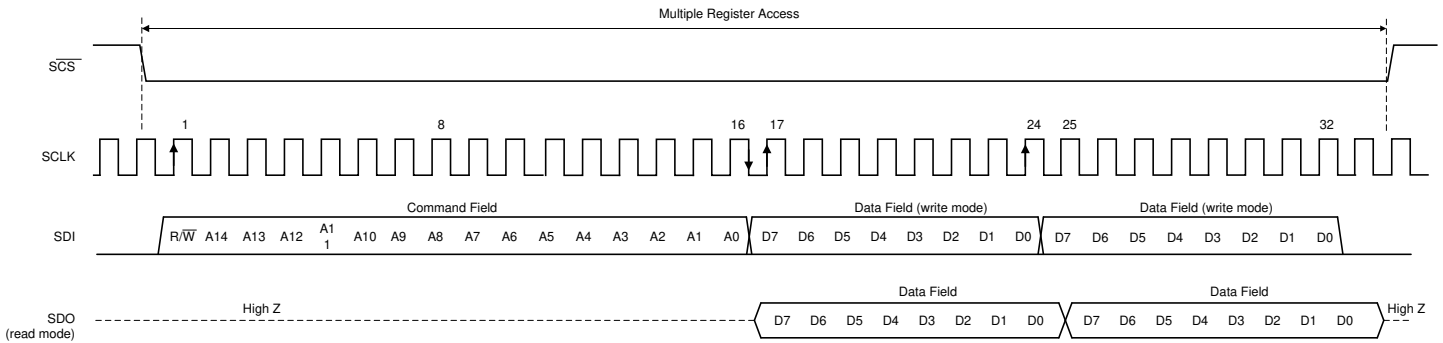 Multiple Register Access
SCS
1 8 16 17 24 25 32
SCLK
Command Field Data Field (write mode) Data Field (write mode)
SDI R/W A14 A13 A12 A1
1 A10 A9 A8 A7 A6 A5 A4 A3 A2 A1 A0 D7 D6 D5 D4 D3 D2 D1 D0 D7 D6 D5 D4 D3 D2 D1 D0
Data Field Data Field
High Z High Z
SDO D7 D6 D5 D4 D3 D2 D1 D0 D7 D6 D5 D4 D3 D2 D1 D0
(read mode)